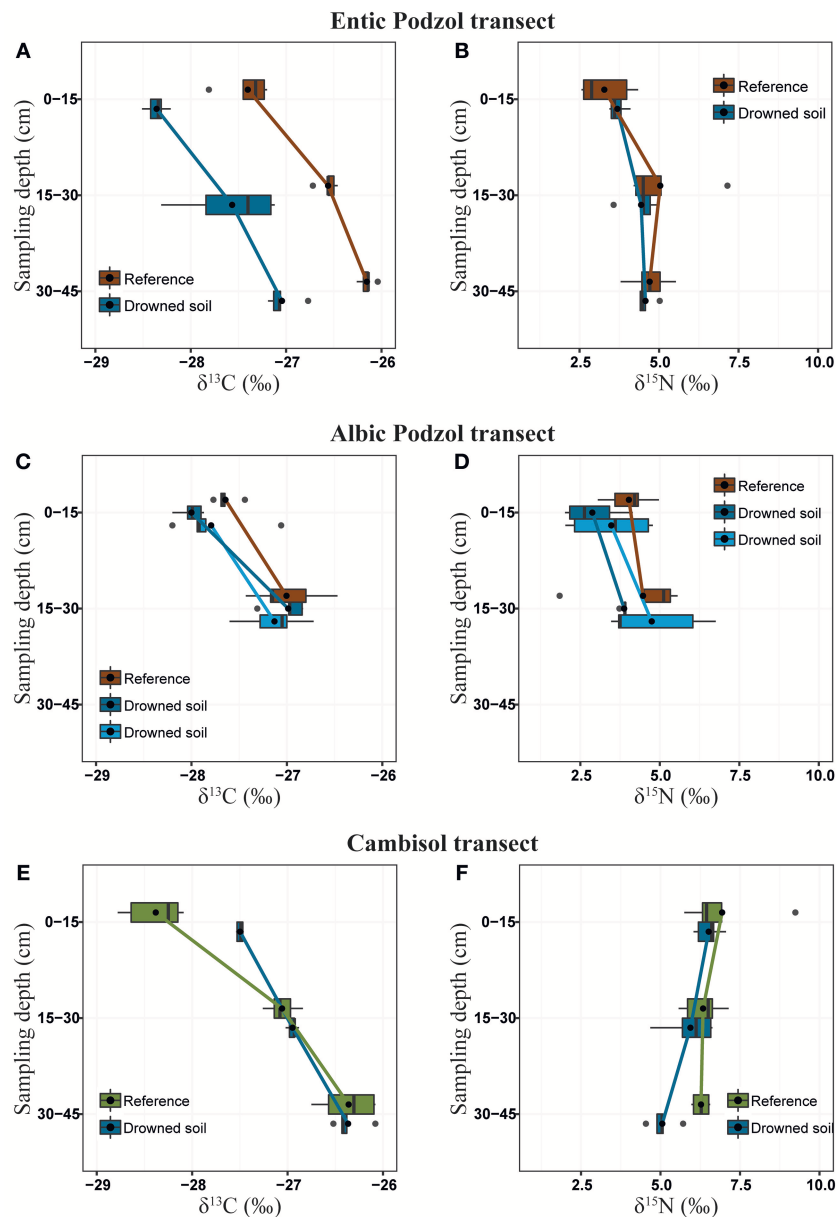 Entic Podzol transect
A
B
Sampling depth (cm)
0−15
15−30
30−45
Reference
Drowned soil
−29
−28
−27
−26
δ¹³C (‰)
0−15
15−30
30−45
Sampling depth (cm)
Reference
Drowned soil
2.5
5.0
7.5
10.0
δ¹⁵N (‰)
Albic Podzol transect
C
D
Sampling depth (cm)
0−15
15−30
30−45
Reference
Drowned soil
Drowned soil
−29
−28
−27
−26
δ¹³C (‰)
Sampling depth (cm)
0−15
15−30
30−45
Reference
Drowned soil
Drowned soil
2.5
5.0
7.5
10.0
δ¹⁵N (‰)
Cambisol transect
E
F
Sampling depth (cm)
0−15
15−30
30−45
Reference
Drowned soil
−29
−28
−27
−26
δ¹³C (‰)
Sampling depth (cm)
0−15
15−30
30−45
Reference
Drowned soil
2.5
5.0
7.5
10.0
δ¹⁵N (‰)